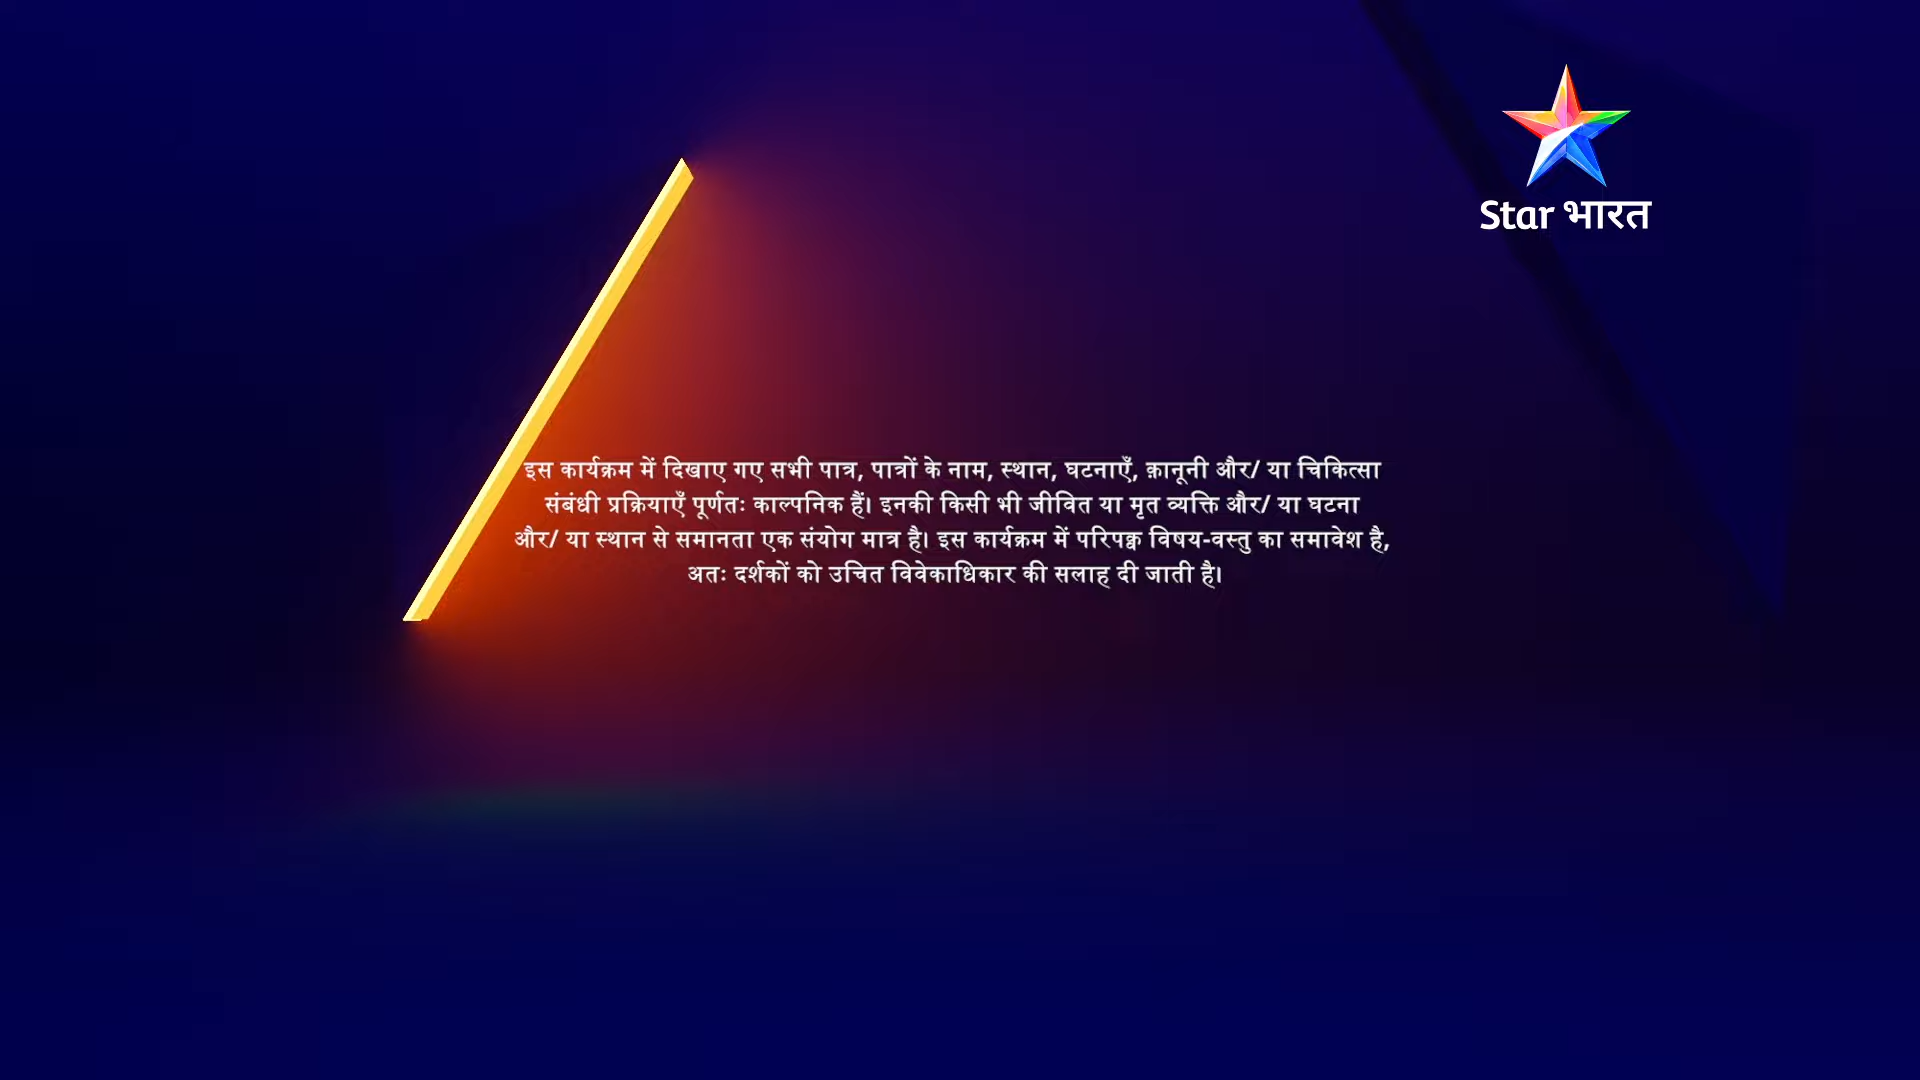 Star भारत
इस कार्यक्रम में दिखाए गए सभी पात्र, पात्रों के नाम, स्थान, घटनाएँ, क़ानूनी और/ या चिकित्सा
संबंधी प्रक्रियाएँ पूर्णतः काल्पनिक हैं। इनकी किसी भी जीवित या मृत व्यक्ति और/ या घटना
और/ या स्थान से समानता एक संयोग मात्र है। इस कार्यक्रम में परिपक्व विषय-वस्तु का समावेश है,
अतः दर्शकों को उचित विवेकाधिकार की सलाह दी जाती है।